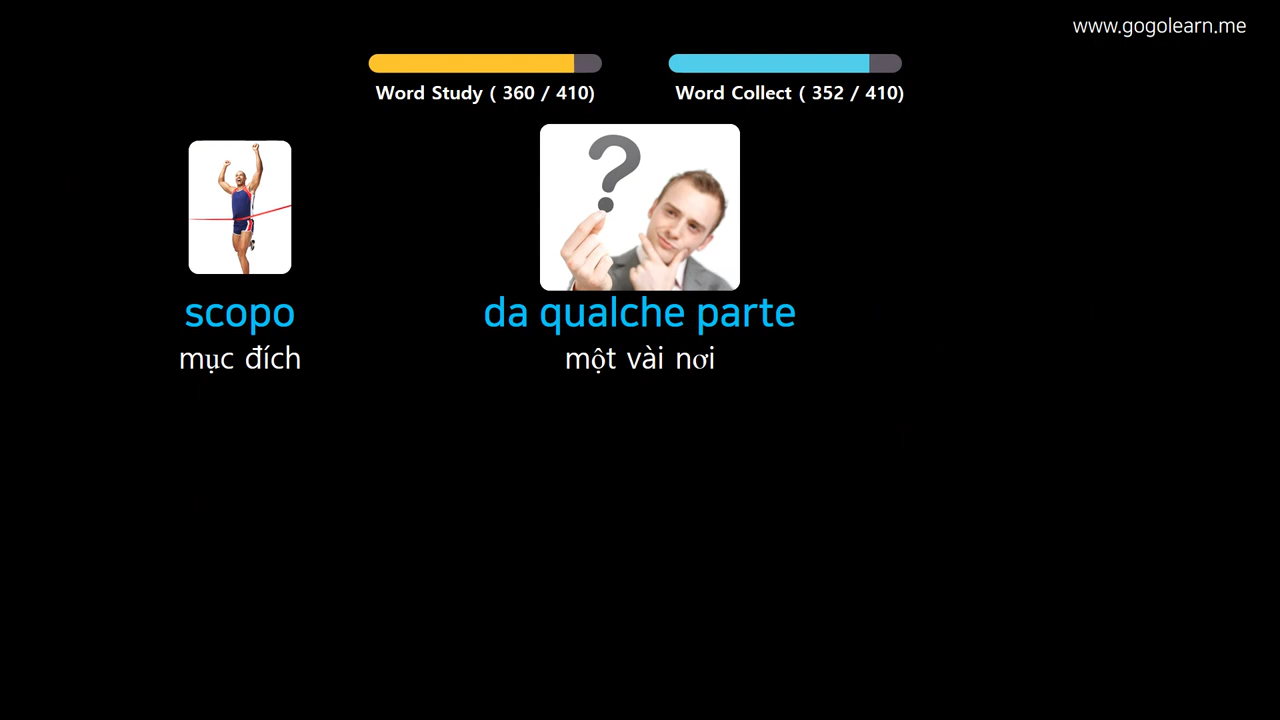 www.gogolearn.me
Word Study ( 360 / 410)
Word Collect ( 352 / 410)
?
scopo
da qualche parte
mục đích
một vài nơi